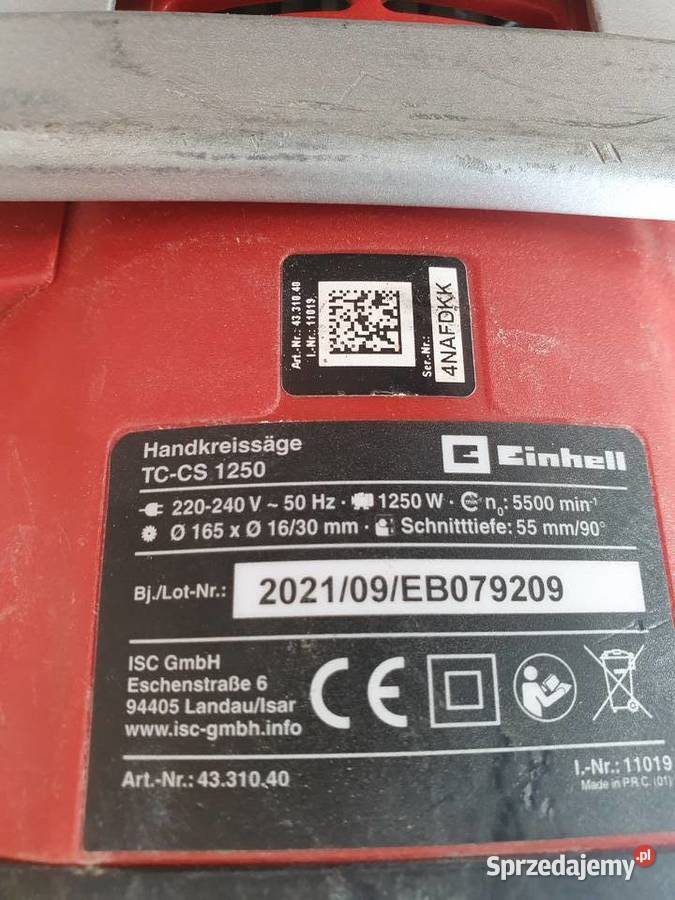 Art.-Nr.: 43.310.40
I.-Nr.: 11019
Ser.-Nr.:
4NAFDKK
Handkreissäge
TC-CS 1250
Einhell
220-240 V ~ 50 Hz · 1250 W · n₀: 5500 min⁻¹
Ø 165 x Ø 16/30 mm · Schnitttiefe: 55 mm/90°
Bj./Lot-Nr.: 2021/09/EB079209
ISC GmbH
Eschenstraße 6
94405 Landau/Isar
www.isc-gmbh.info
CE
Art.-Nr.: 43.310.40
I.-Nr.: 11019
Made in P.R.C. (01)
Sprzedajemy.pl